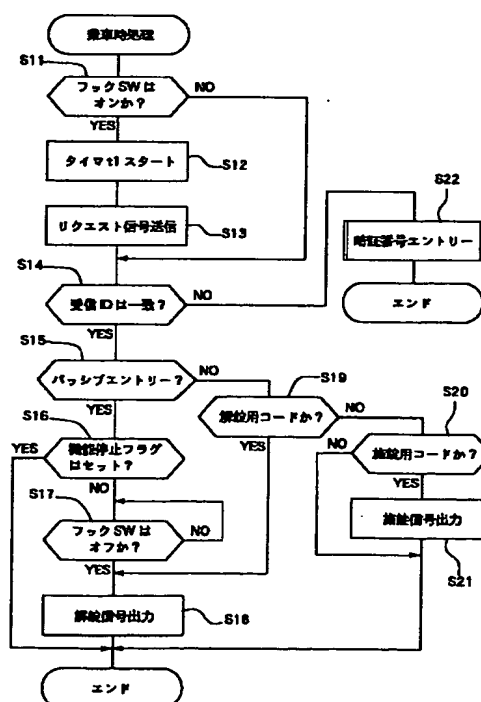 乗車時処理
S11
フックSWは
オンか?
NO
YES
タイマt1スタート
S12
リクエスト信号送信
S13
S22
暗証番号エントリー
エンド
S14
受信IDは一致?
NO
YES
S15
パッシブエントリー?
NO
YES
S19
解錠用コードか?
NO
YES
S20
施錠用コードか?
NO
YES
施錠信号出力
S21
S16
機能停止フラグ
はセット?
YES
NO
S17
フックSWは
オフか?
NO
YES
解錠信号出力
S18
エンド